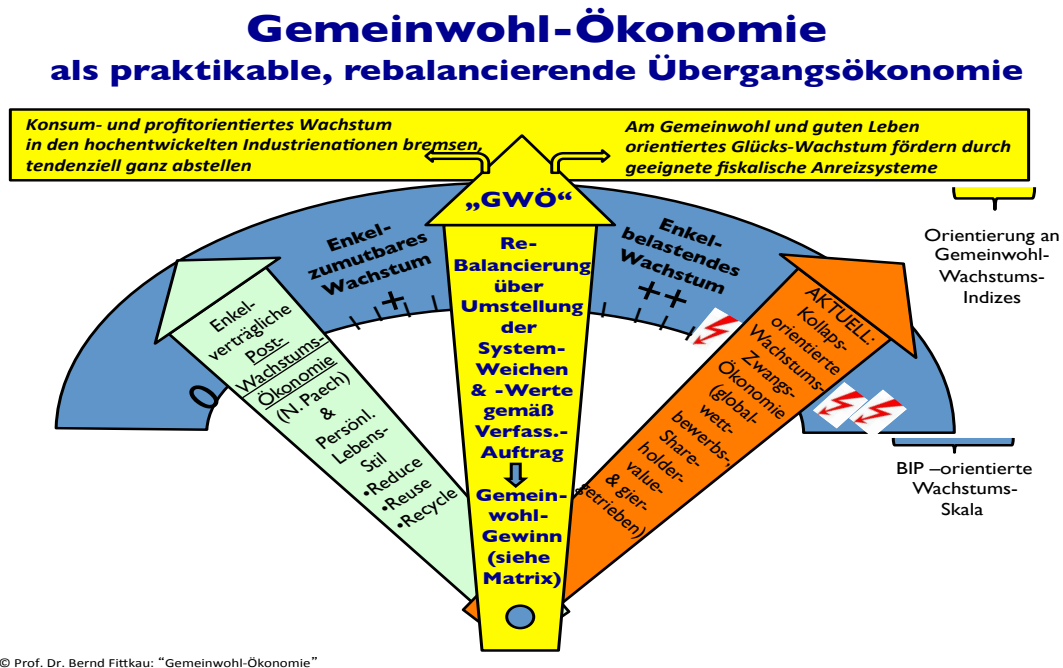 Gemeinwohl-Ökonomie
als praktikable, rebalancierende Übergangsökonomie
Konsum- und profitorientiertes Wachstum
in den hochentwickelten Industrienationen bremsen,
tendenziell ganz abstellen
Am Gemeinwohl und guten Leben
orientiertes Glücks-Wachstum fördern durch
geeignete fiskalische Anreizsysteme
Enkel-
zumutbares
Wachstum
+
„GWÖ“
Re-
Balancierung
über
Umstellung
der
System-
Weichen
& -Werte
gemäß
Verfass.-
Auftrag
Gemein-
wohl-
Gewinn
(siehe
Matrix)
Enkel-
belastendes
Wachstum
++
0
Enkel-
verträgliche
Post-
Wachstums-
Ökonomie
(N. Paech)
&
Persönl.
Lebens-
Stil
•Reduce
•Reuse
•Recycle
AKTUELL:
Kollaps-
orientierte
Wachstums-
Zwangs-
Ökonomie
(global-
wett-
bewerbs-,
Share-
holder-
value-
& gier-
getrieben)
Orientierung an
Gemeinwohl-
Wachstums-
Indizes
BIP –orientierte
Wachstums-
Skala
© Prof. Dr. Bernd Fittkau: “Gemeinwohl-Ökonomie”